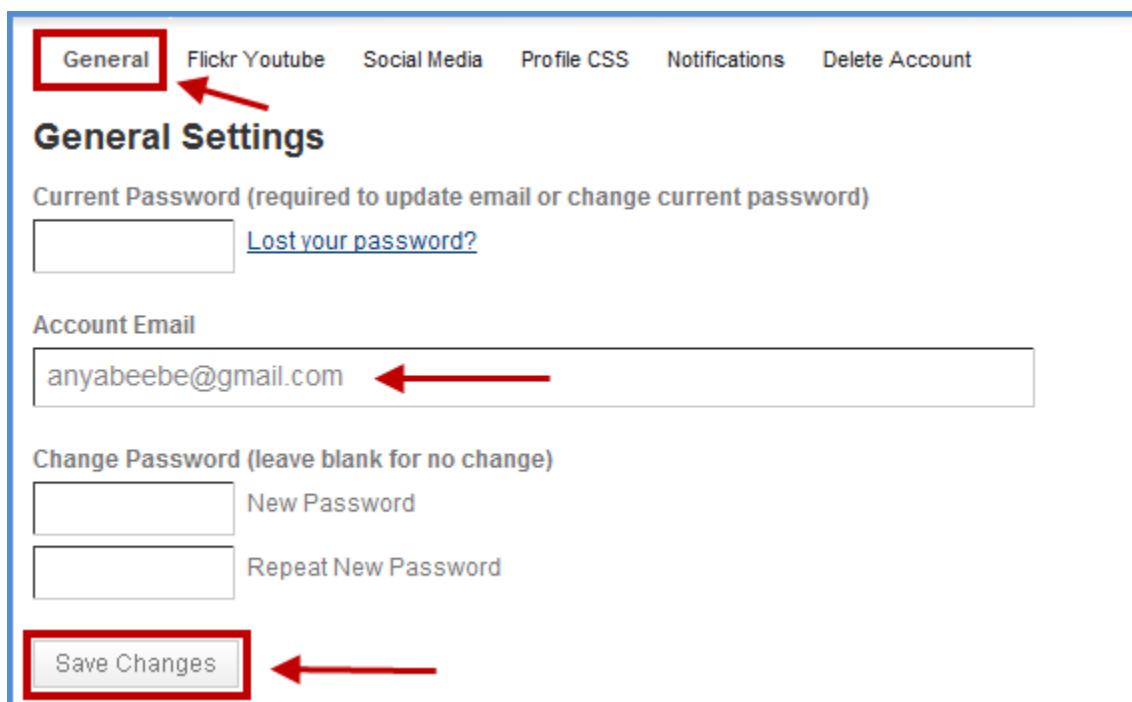 General Flickr Youtube Social Media Profile CSS Notifications Delete Account
General Settings
Current Password (required to update email or change current password)
Lost your password?
Account Email
anyabeebe@gmail.com
Change Password (leave blank for no change)
New Password
Repeat New Password
Save Changes